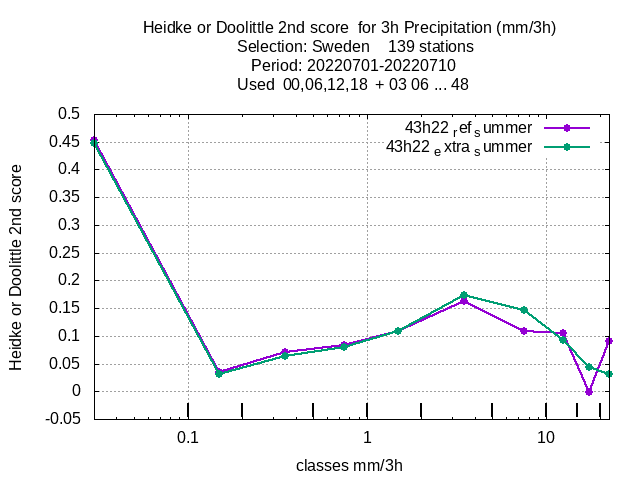 Heidke or Doolittle 2nd score  for 3h Precipitation (mm/3h)
Selection: Sweden    139 stations
Period: 20220701-20220710
Used  00,06,12,18  + 03 06 ... 48
0.5
0.45
0.4
0.35
0.3
0.25
0.2
0.15
0.1
0.05
0
-0.05
Heidke or Doolittle 2nd score
43h22 ref summer
43h22 extra summer
0.1 1 10
classes mm/3h